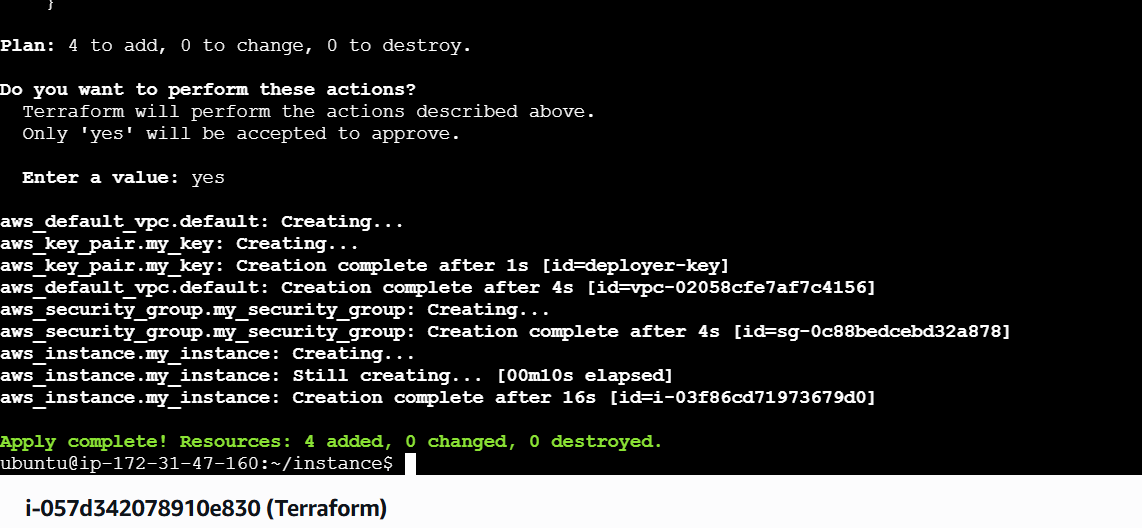 }
Plan: 4 to add, 0 to change, 0 to destroy.
Do you want to perform these actions?
Terraform will perform the actions described above.
Only 'yes' will be accepted to approve.
Enter a value: yes
aws_default_vpc.default: Creating...
aws_key_pair.my_key: Creating...
aws_key_pair.my_key: Creation complete after 1s [id=deployer-key]
aws_default_vpc.default: Creation complete after 4s [id=vpc-02058cfe7af7c4156]
aws_security_group.my_security_group: Creating...
aws_security_group.my_security_group: Creation complete after 4s [id=sg-0c88bedcebd32a878]
aws_instance.my_instance: Creating...
aws_instance.my_instance: Still creating... [00m10s elapsed]
aws_instance.my_instance: Creation complete after 16s [id=i-03f86cd71973679d0]
Apply complete! Resources: 4 added, 0 changed, 0 destroyed.
ubuntu@ip-172-31-47-160:~/instance$
i-057d342078910e830 (Terraform)